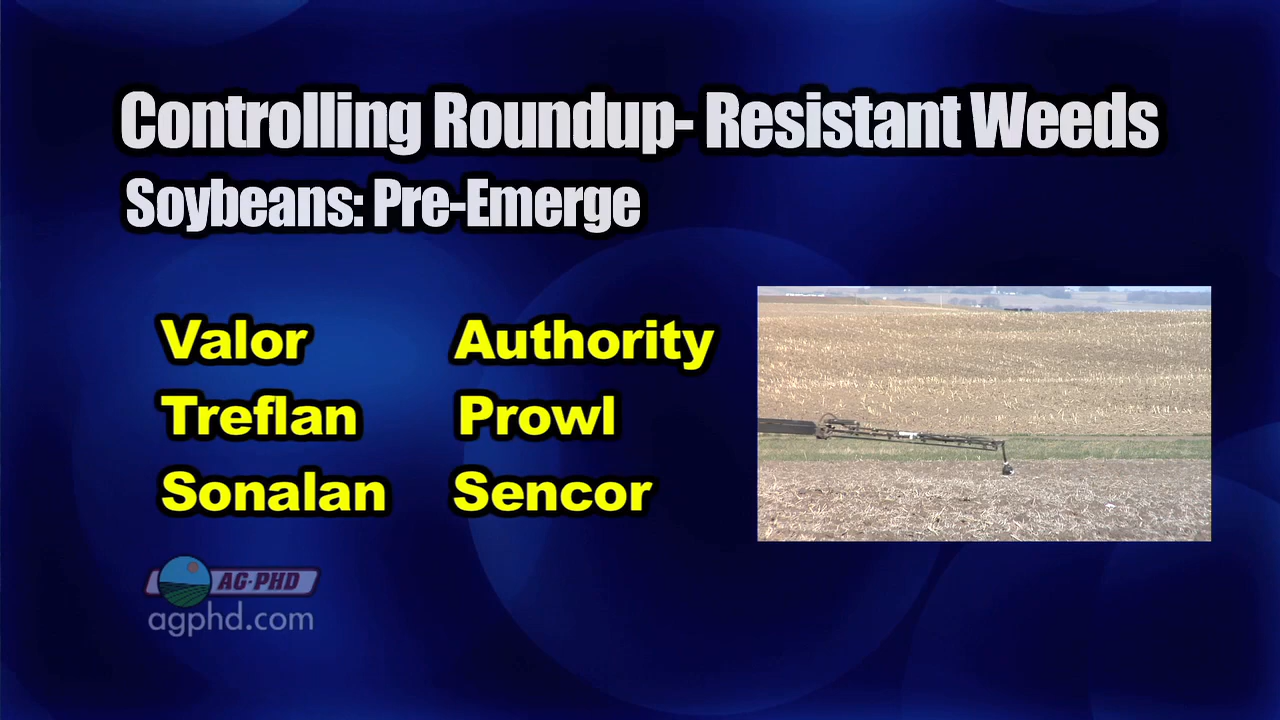 Controlling Roundup- Resistant Weeds
Soybeans: Pre-Emerge
Valor Authority
Treflan Prowl
Sonalan Sencor
AG·PHD
agphd.com